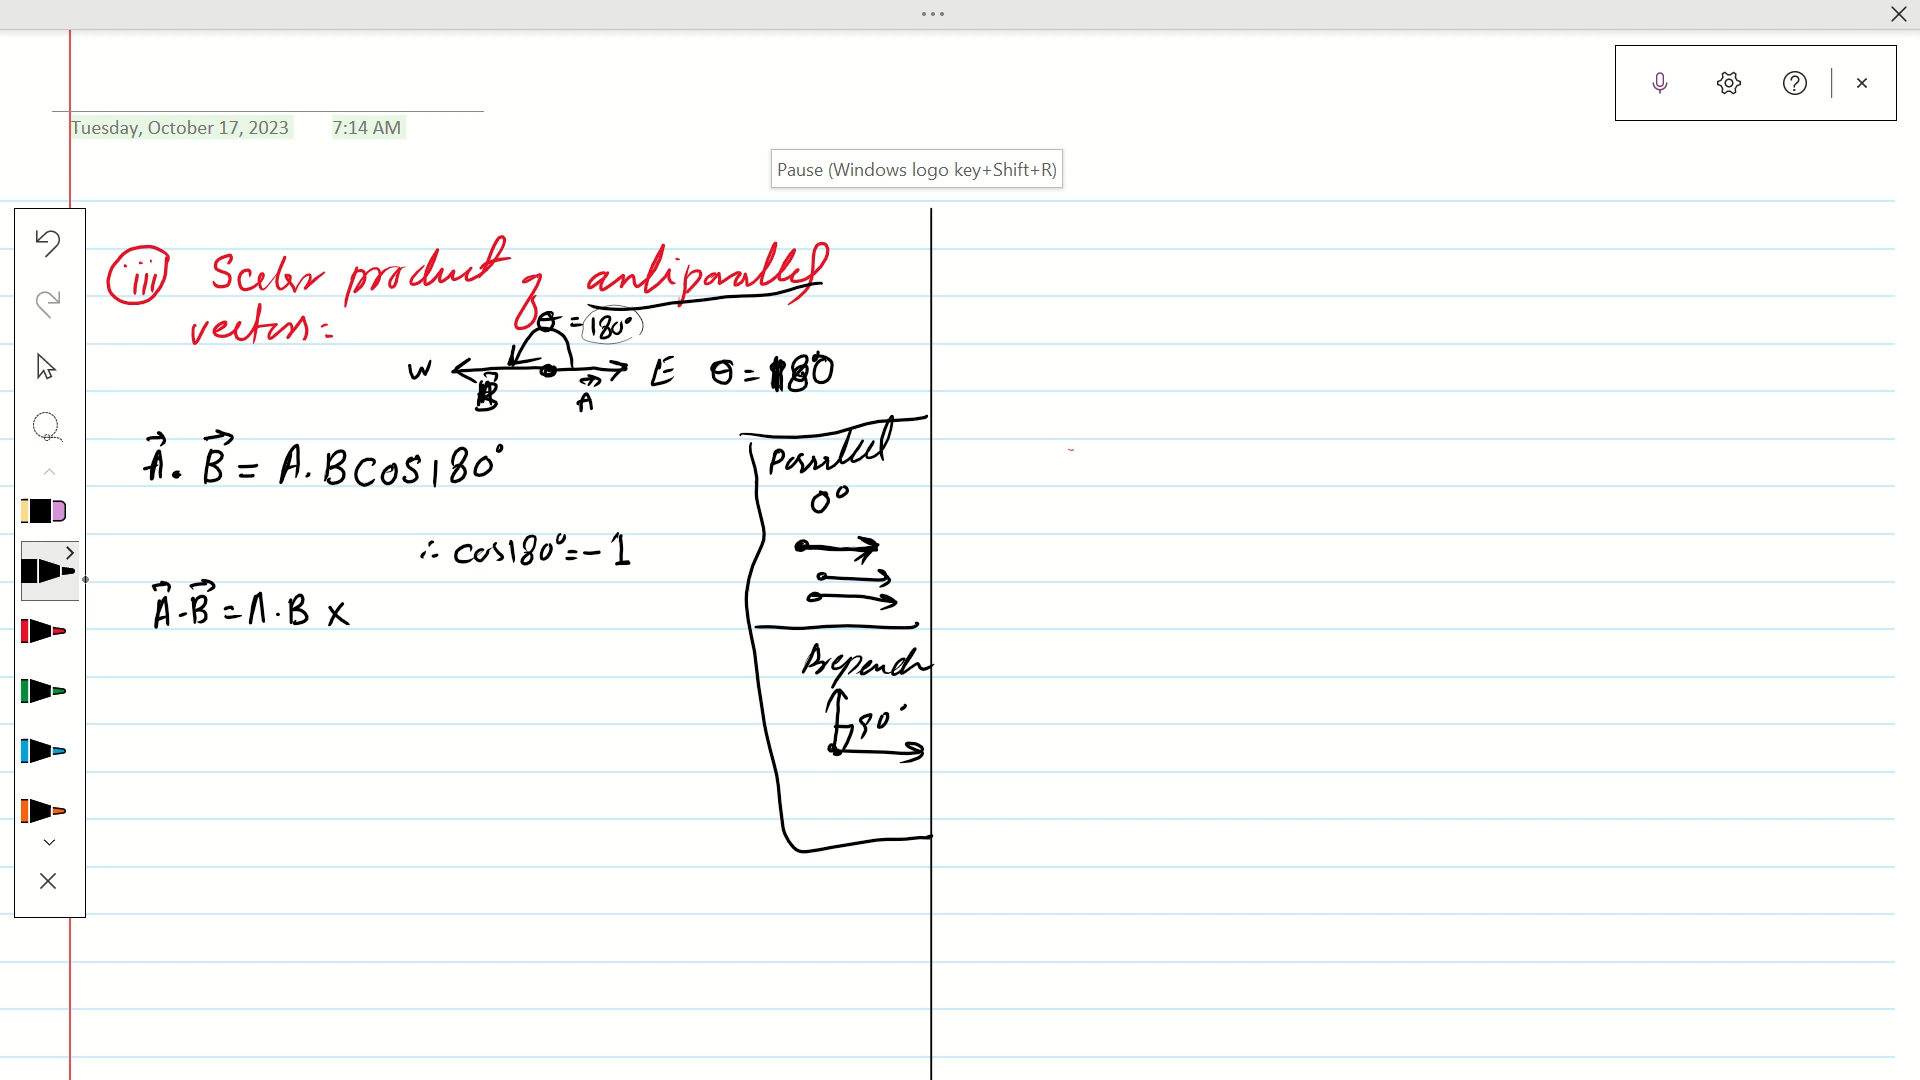 Tuesday, October 17, 2023 7:14 AM
Pause (Windows logo key+Shift+R)
iii Scalar product of antiparallel
vectors :
θ = 180°
W E θ = 180°
B⃗ A⃗
A⃗ . B⃗ = A . B cos 180°
∴ cos 180° = - 1
A⃗ . B⃗ = A . B x
Parallel
0°
Prepend
90°